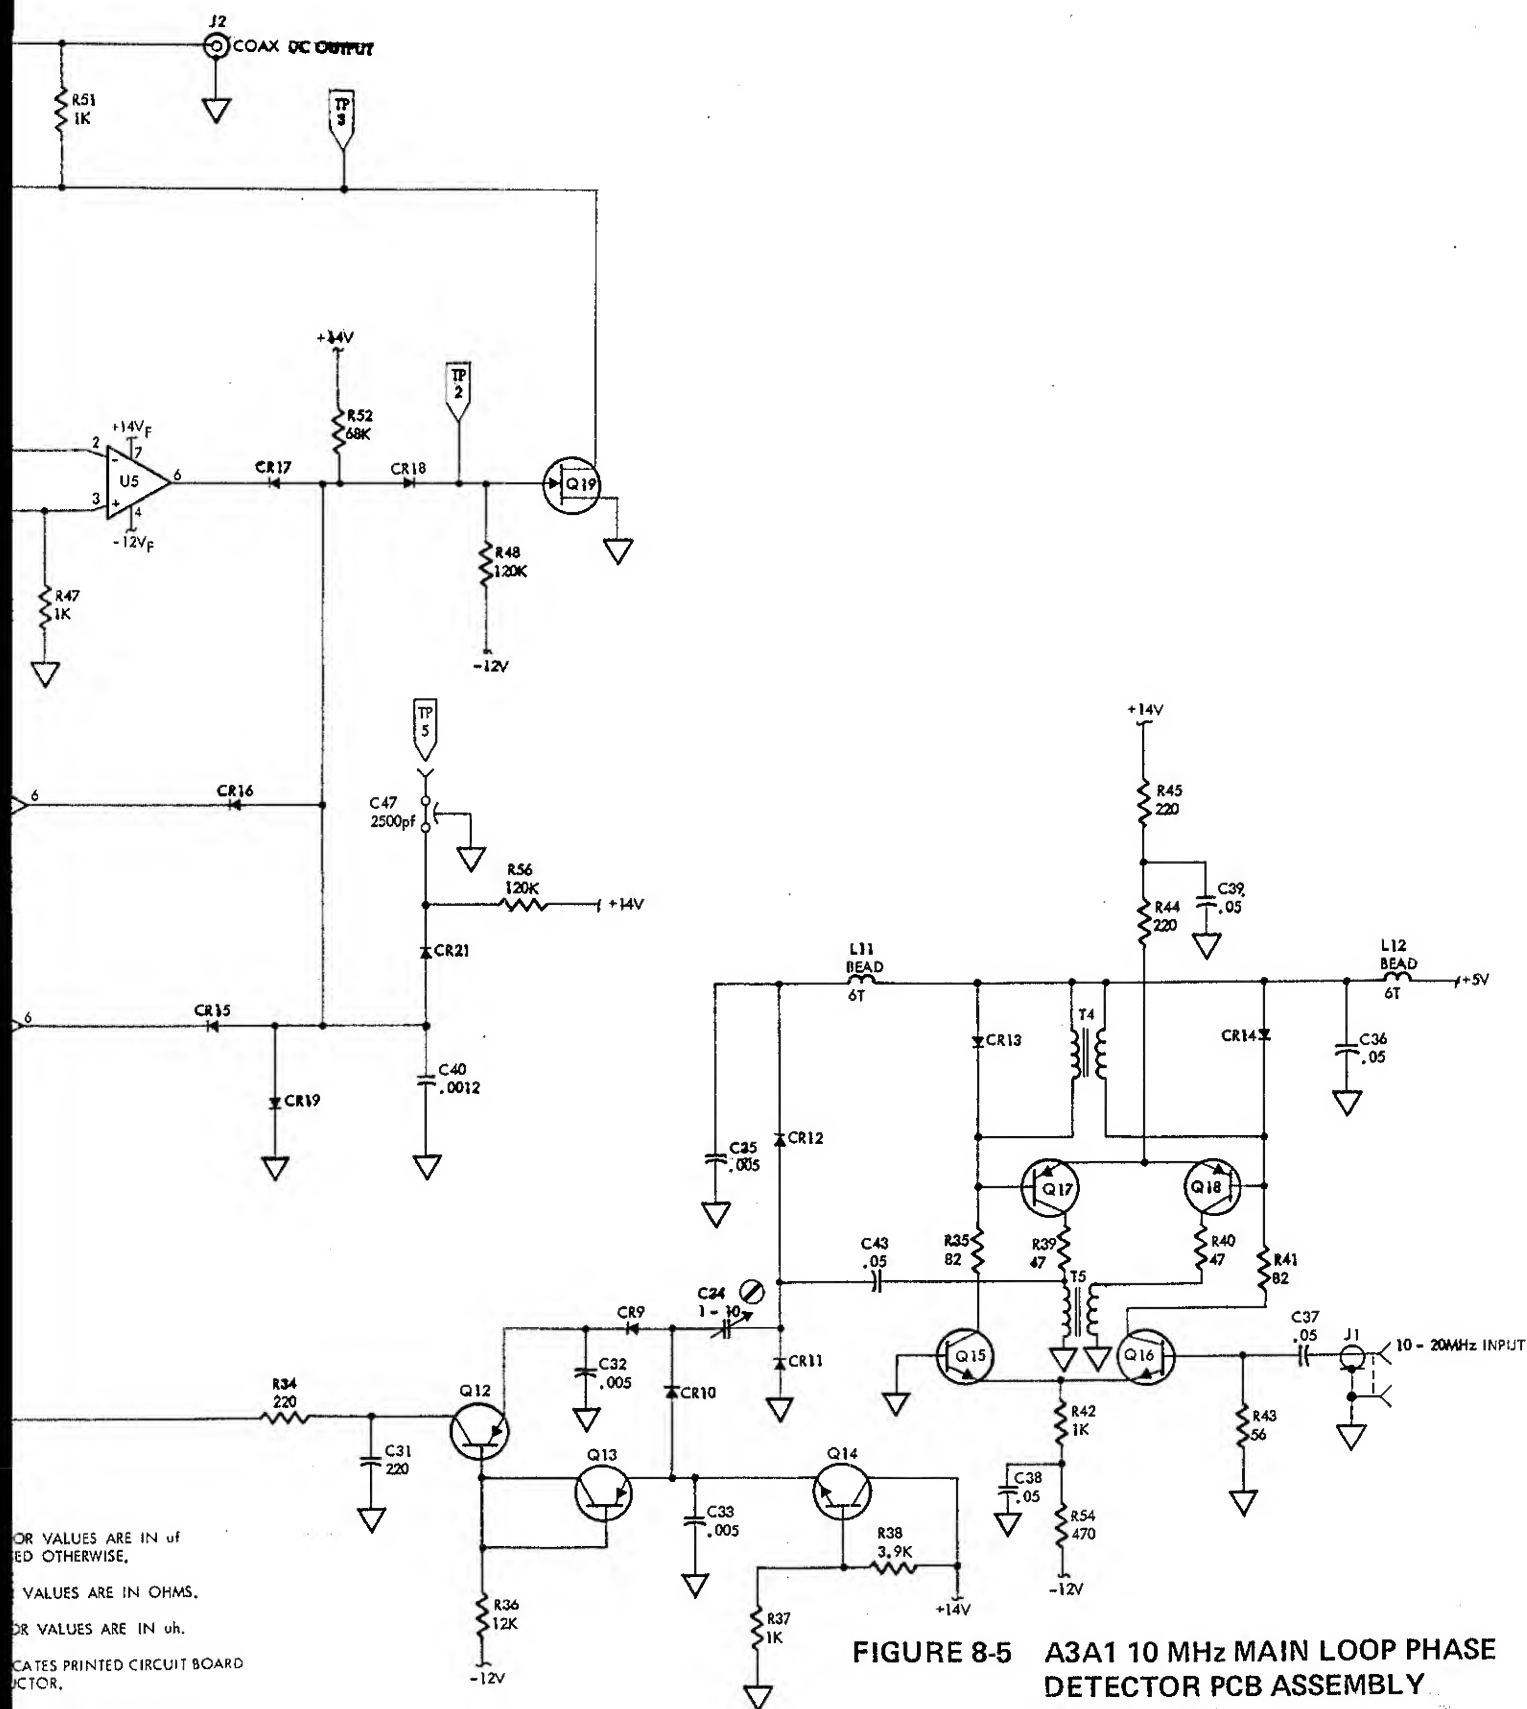 J2
COAX DC OUTPUT
R51
1K
TP
3
+14V
TP
2
R52
68K
+14VF
2
7
-
U5
6
CR17
CR18
Q19
3
+
4
-12VF
R48
120K
R47
1K
-12V
TP
5
+14V
6
CR16
C47
2500pf
R45
220
R56
120K
+14V
C39
.05
R44
220
CR21
L11
BEAD
6T
L12
BEAD
6T
+5V
6
CR15
T4
CR13
CR14
C36
.05
C40
.0012
CR19
CR12
C35
.005
Q17
Q18
C43
.05
R35
82
R39
47
R40
47
R41
82
T5
C34
1 - 10
CR9
C37
.05
J1
10 - 20MHz INPUT
Q15
Q16
CR11
C32
.005
R34
220
Q12
CR10
R42
1K
R43
56
C31
220
Q13
Q14
C38
.05
C33
.005
R54
470
R38
3.9K
OR VALUES ARE IN uf
ED OTHERWISE.
VALUES ARE IN OHMS.
-12V
R36
12K
+14V
R37
1K
OR VALUES ARE IN uh.
CATES PRINTED CIRCUIT BOARD
UCTOR.
-12V
FIGURE 8-5 A3A1 10 MHz MAIN LOOP PHASE
DETECTOR PCB ASSEMBLY